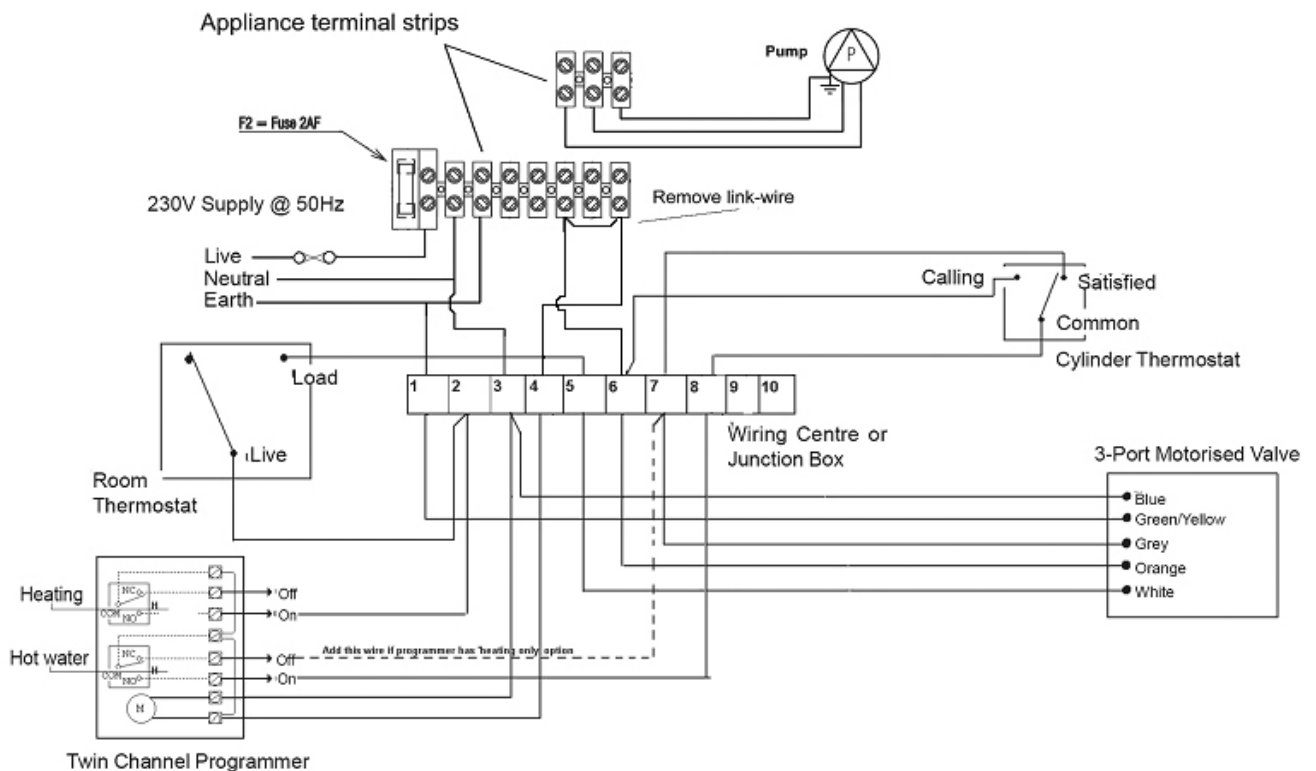 Appliance terminal strips
Pump
P
F2 = Fuse 2AF
230V Supply @ 50Hz
Remove link-wire
Live
Neutral
Earth
Calling
Satisfied
Common
Cylinder Thermostat
Load
1 2 3 4 5 6 7 8 9 10
Live
Wiring Centre or
Junction Box
Room
Thermostat
3-Port Motorised Valve
Blue
Green/Yellow
Grey
Orange
White
Heating
NC
COM
NO
H
Off
On
Add this wire if programmer has 'heating only' option
Hot water
NC
COM
NO
H
Off
On
M
Twin Channel Programmer